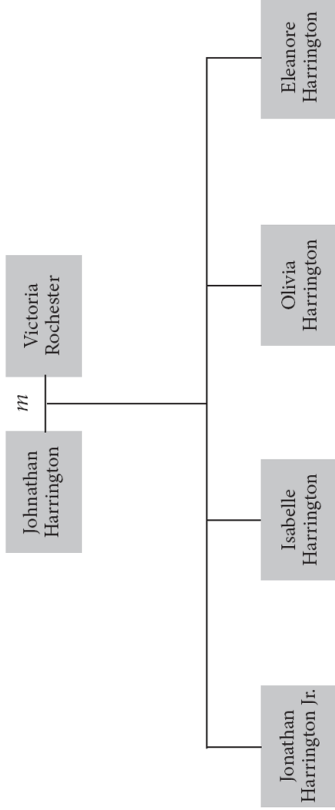 Johnathan
Harrington
m
Victoria
Rochester
Jonathan
Harrington Jr.
Isabelle
Harrington
Olivia
Harrington
Eleanore
Harrington